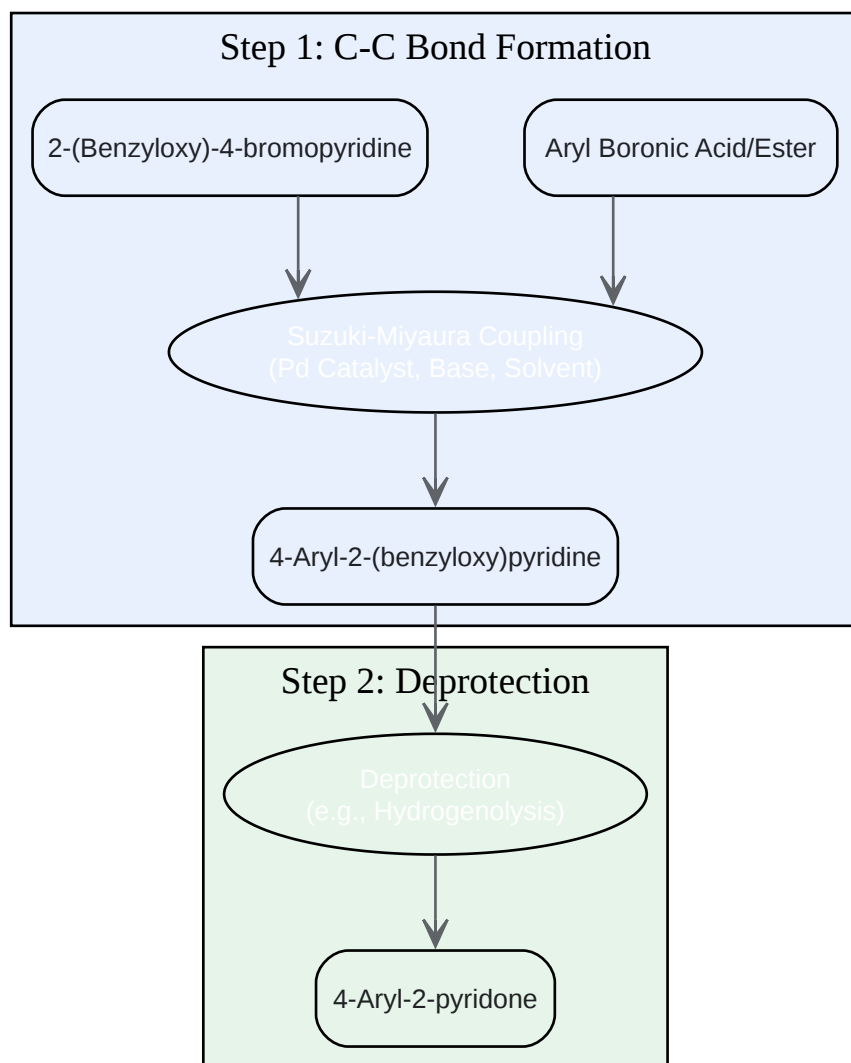 Step 1: C-C Bond Formation
2-(Benzyloxy)-4-bromopyridine
Aryl Boronic Acid/Ester
Suzuki-Miyaura Coupling
(Pd Catalyst, Base, Solvent)
4-Aryl-2-(benzyloxy)pyridine
Step 2: Deprotection
Deprotection
(e.g., Hydrogenolysis)
4-Aryl-2-pyridone